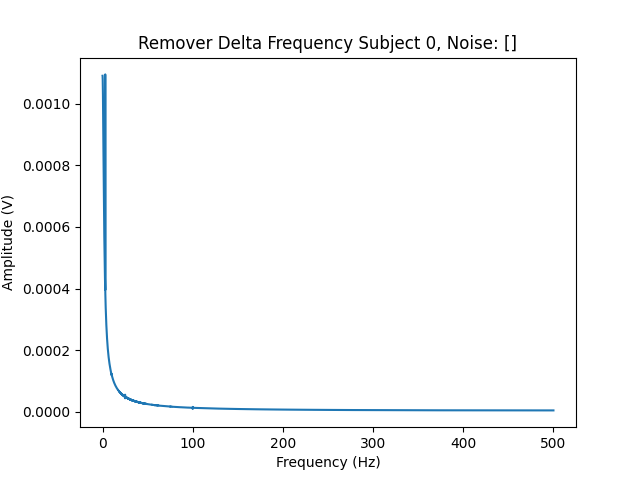 Remover Delta Frequency Subject 0, Noise: []
Amplitude (V)
0.0010
0.0008
0.0006
0.0004
0.0002
0.0000
0 100 200 300 400 500
Frequency (Hz)